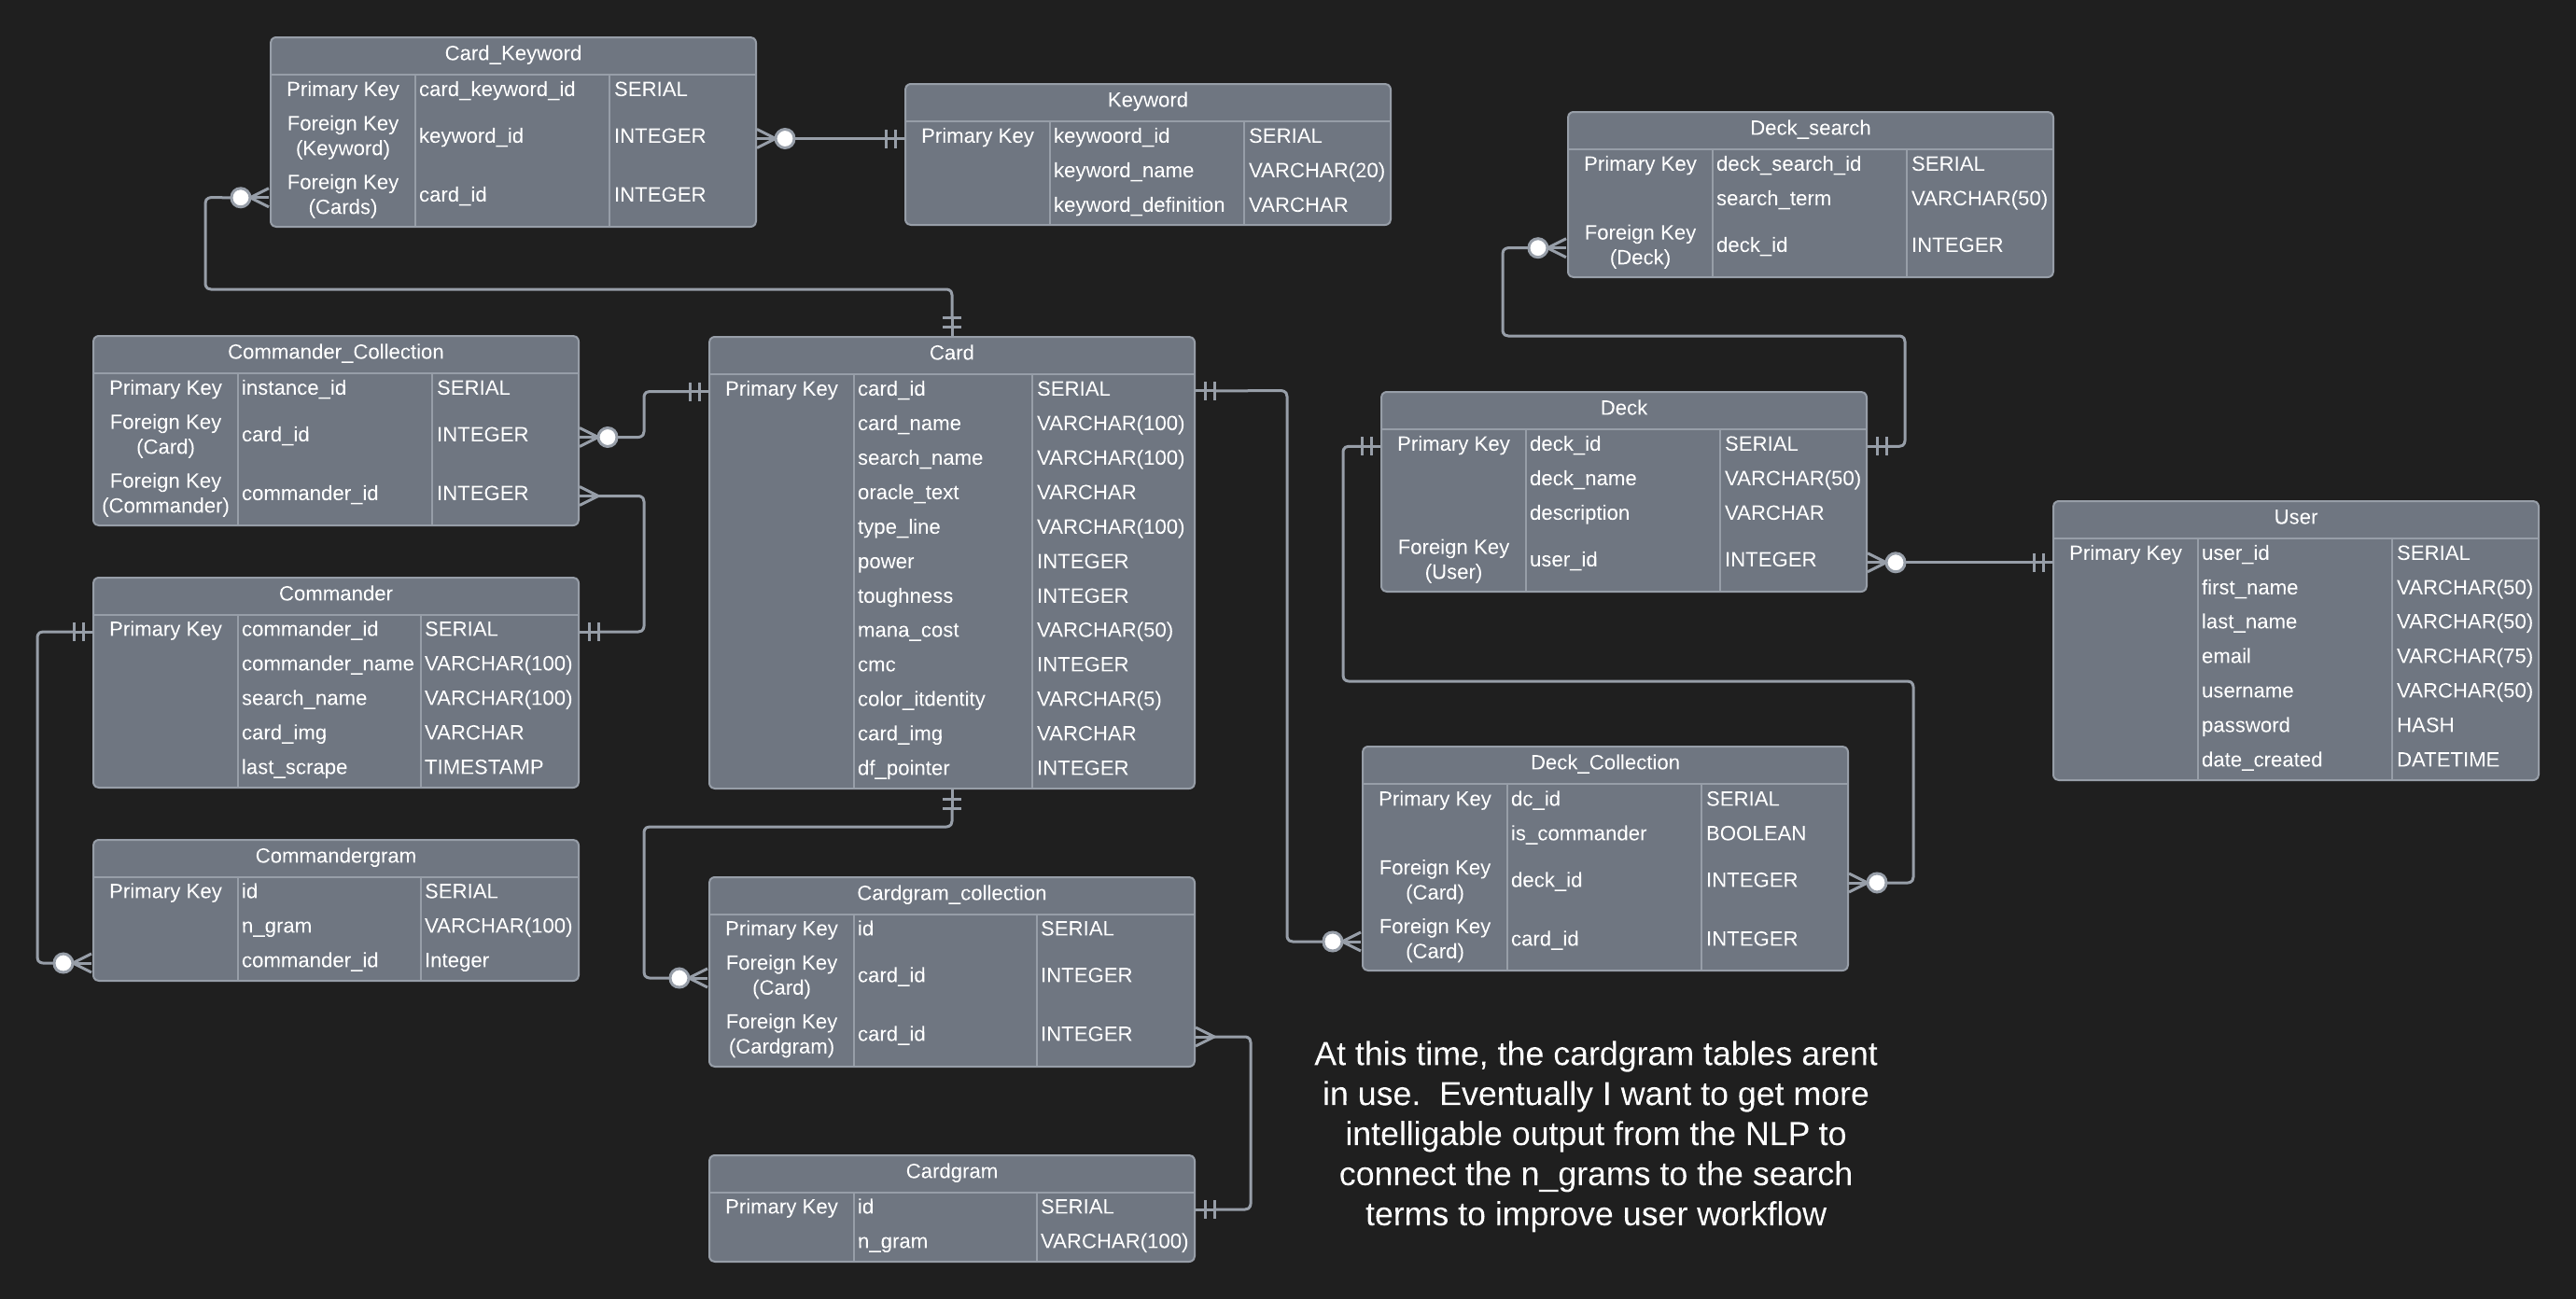 Card_Keyword
Primary Key card_keyword_id SERIAL
Foreign Key
(Keyword) keyword_id INTEGER
Foreign Key
(Cards) card_id INTEGER
Keyword
Primary Key keywoord_id SERIAL
keyword_name VARCHAR(20)
keyword_definition VARCHAR
Deck_search
Primary Key deck_search_id SERIAL
search_term VARCHAR(50)
Foreign Key
(Deck) deck_id INTEGER
Commander_Collection
Primary Key instance_id SERIAL
Foreign Key
(Card) card_id INTEGER
Foreign Key
(Commander) commander_id INTEGER
Card
Primary Key card_id SERIAL
card_name VARCHAR(100)
search_name VARCHAR(100)
oracle_text VARCHAR
type_line VARCHAR(100)
power INTEGER
toughness INTEGER
mana_cost VARCHAR(50)
cmc INTEGER
color_itdentity VARCHAR(5)
card_img VARCHAR
df_pointer INTEGER
Deck
Primary Key deck_id SERIAL
deck_name VARCHAR(50)
description VARCHAR
Foreign Key
(User) user_id INTEGER
User
Primary Key user_id SERIAL
first_name VARCHAR(50)
last_name VARCHAR(50)
email VARCHAR(75)
username VARCHAR(50)
password HASH
date_created DATETIME
Commander
Primary Key commander_id SERIAL
commander_name VARCHAR(100)
search_name VARCHAR(100)
card_img VARCHAR
last_scrape TIMESTAMP
Deck_Collection
Primary Key dc_id SERIAL
is_commander BOOLEAN
Foreign Key
(Card) deck_id INTEGER
Foreign Key
(Card) card_id INTEGER
Commandergram
Primary Key id SERIAL
n_gram VARCHAR(100)
commander_id Integer
Cardgram_collection
Primary Key id SERIAL
Foreign Key
(Card) card_id INTEGER
Foreign Key
(Cardgram) card_id INTEGER
Cardgram
Primary Key id SERIAL
n_gram VARCHAR(100)
At this time, the cardgram tables arent
in use.  Eventually I want to get more
intelligable output from the NLP to
connect the n_grams to the search
terms to improve user workflow